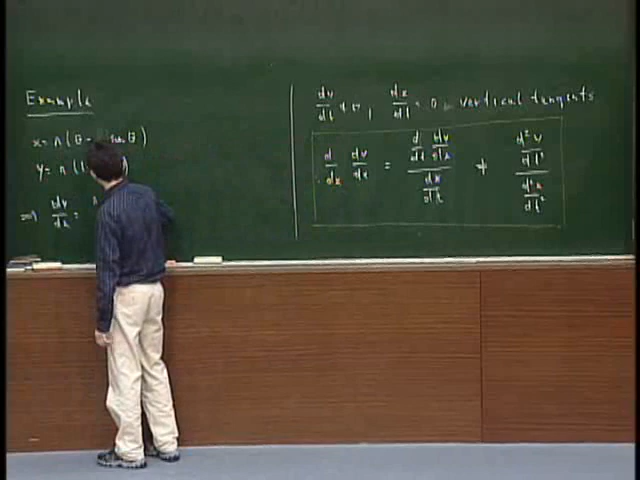 Example
x = r ( θ - sin θ )
y = r ( 1
⇒ dy/dx =
dy/dt ≠ 0, dx/dt = 0 vertical tangents
d/dx dy/dx = (d/dt dy/dx)/(dx/dt) ≠ (d²y/dt²)/(d²x/dt²)